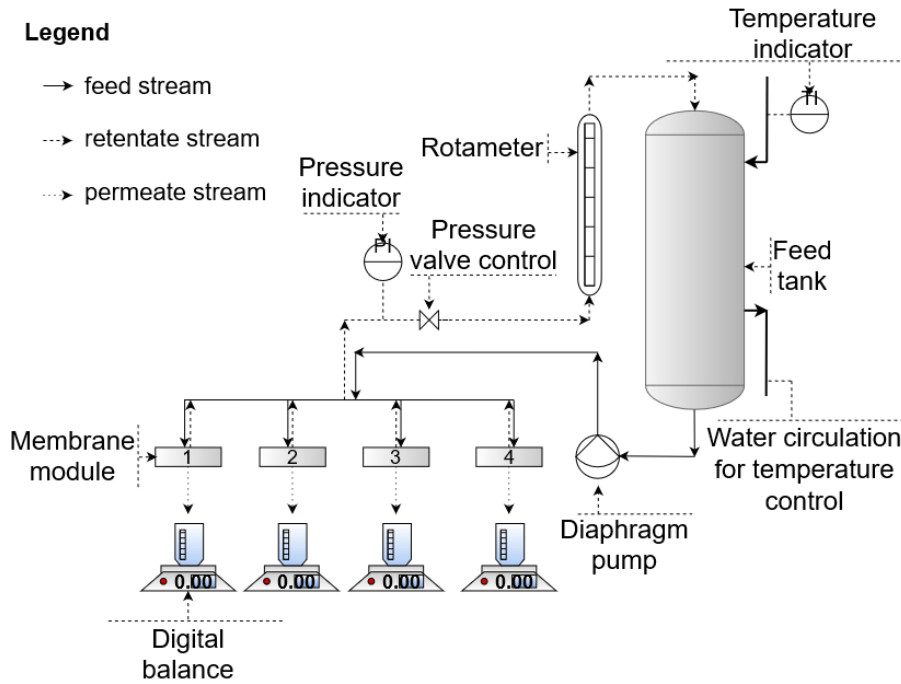 Legend
feed stream
retentate stream
permeate stream
Temperature
indicator
TI
Rotameter
Pressure
indicator
PI
Pressure
valve control
Feed
tank
Membrane
module
1
2
3
4
Water circulation
for temperature
control
Diaphragm
pump
0.00
0.00
0.00
0.00
Digital
balance